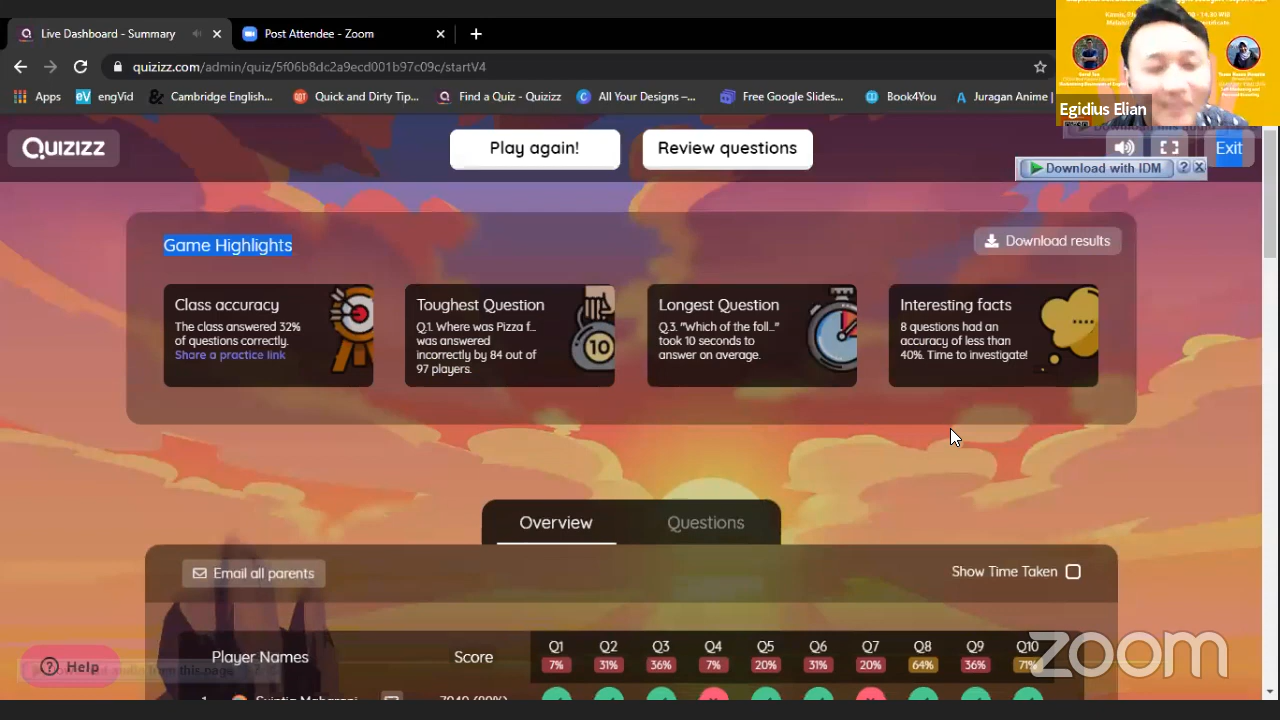 Live Dashboard - Summary
Post Attendee - Zoom
quizizz.com/admin/quiz/5f06b8dc2a9ecd001b97c09c/startV4
Apps
engVid
Cambridge English...
Quick and Dirty Tip...
Find a Quiz - Quizizz
All Your Designs –...
Free Google Slides...
Book4You
Juragan Anime |
Egidius Elian
QUIZIZZ
Play again!
Review questions
Exit
Download with IDM
Game Highlights
Download results
Class accuracy
The class answered 32%
of questions correctly.
Share a practice link
Toughest Question
Q.1. Where was Pizza f...
was answered
incorrectly by 84 out of
97 players.
10
Longest Question
Q.3. "Which of the foll..."
took 10 seconds to
answer on average.
Interesting facts
8 questions had an
accuracy of less than
40%. Time to investigate!
Overview
Questions
Email all parents
Show Time Taken
Player Names
Score
Q1 Q2 Q3 Q4 Q5 Q6 Q7 Q8 Q9 Q10
7% 31% 36% 7% 20% 31% 20% 64% 36% 71%
zoom
Help